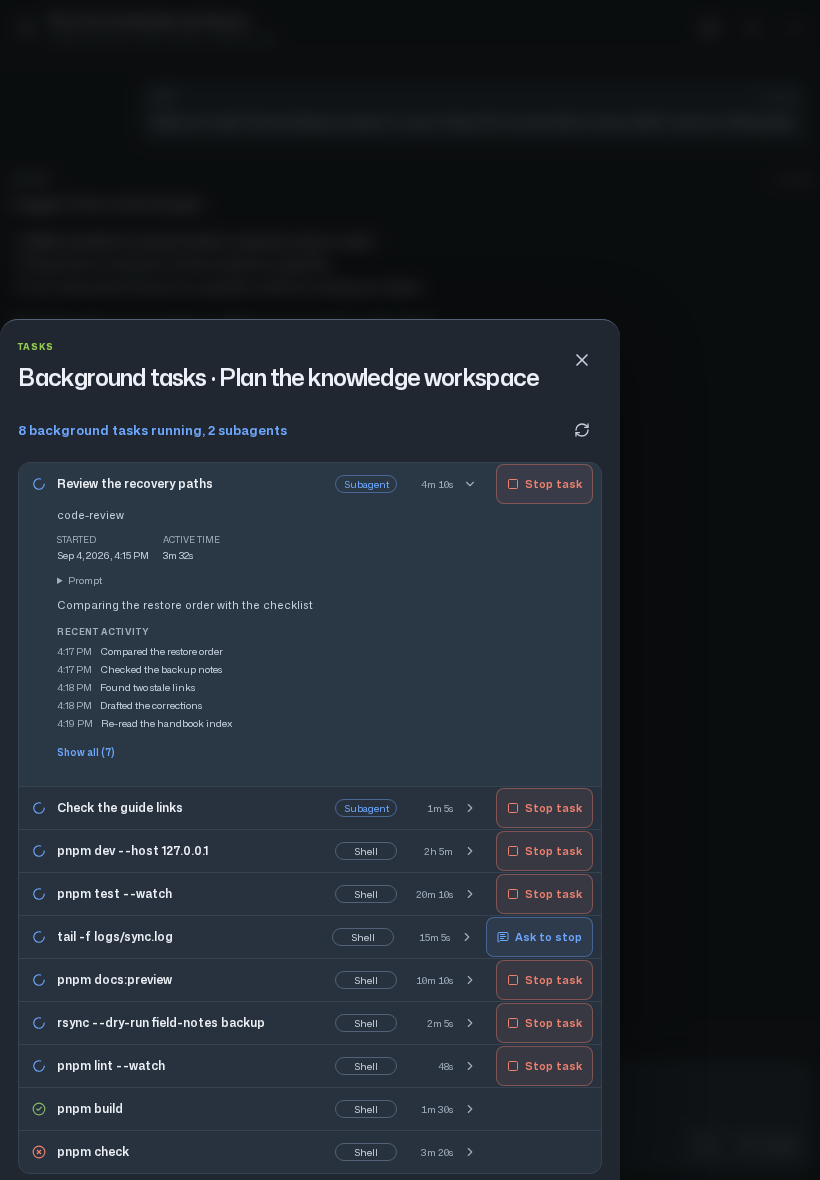 TASKS
Background tasks · Plan the knowledge workspace
8 background tasks running, 2 subagents
Review the recovery paths Subagent 4m 10s Stop task
code-review
STARTED ACTIVE TIME
Sep 4, 2026, 4:15 PM 3m 32s
Prompt
Comparing the restore order with the checklist
RECENT ACTIVITY
4:17 PM Compared the restore order
4:17 PM Checked the backup notes
4:18 PM Found two stale links
4:18 PM Drafted the corrections
4:19 PM Re-read the handbook index
Show all (7)
Check the guide links Subagent 1m 5s Stop task
pnpm dev --host 127.0.0.1 Shell 2h 5m Stop task
pnpm test --watch Shell 20m 10s Stop task
tail -f logs/sync.log Shell 15m 5s Ask to stop
pnpm docs:preview Shell 10m 10s Stop task
rsync --dry-run field-notes backup Shell 2m 5s Stop task
pnpm lint --watch Shell 48s Stop task
pnpm build Shell 1m 30s
pnpm check Shell 3m 20s